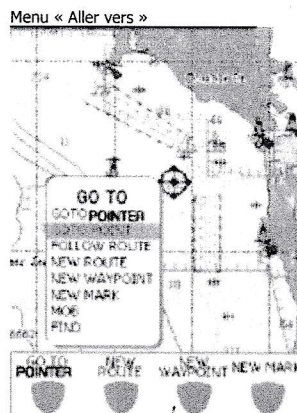 Menu « Aller vers »
GO TO
GOTO POINTER
GOTO POINT
FOLLOW ROUTE
NEW ROUTE
NEW WAYPOINT
NEW MARK
MOB
FIND
GO TO POINTER
NEW ROUTE
NEW WAYPOINT
NEW MARK